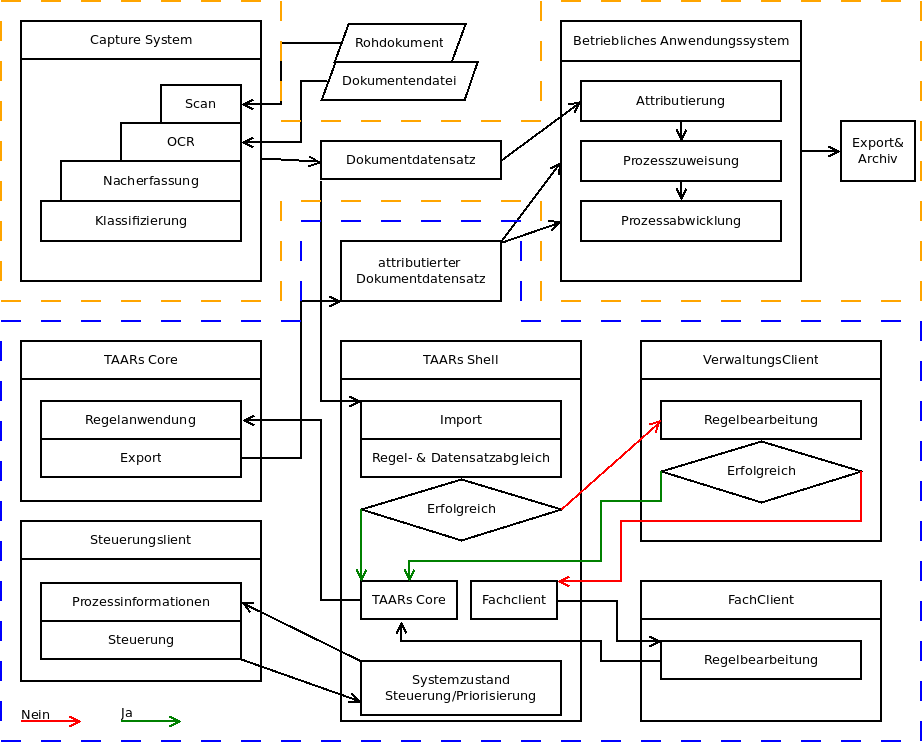 Capture System
Scan
OCR
Nacherfassung
Klassifizierung
Rohdokument
Dokumentendatei
Dokumentdatensatz
attributierter
Dokumentdatensatz
Betriebliches Anwendungssystem
Attributierung
Prozesszuweisung
Prozessabwicklung
Export&
Archiv
TAARs Core
Regelanwendung
Export
TAARs Shell
Import
Regel- & Datensatzabgleich
Erfolgreich
TAARs Core
Fachclient
Systemzustand
Steuerung/Priorisierung
VerwaltungsClient
Regelbearbeitung
Erfolgreich
Steuerungslient
Prozessinformationen
Steuerung
FachClient
Regelbearbeitung
Nein
Ja